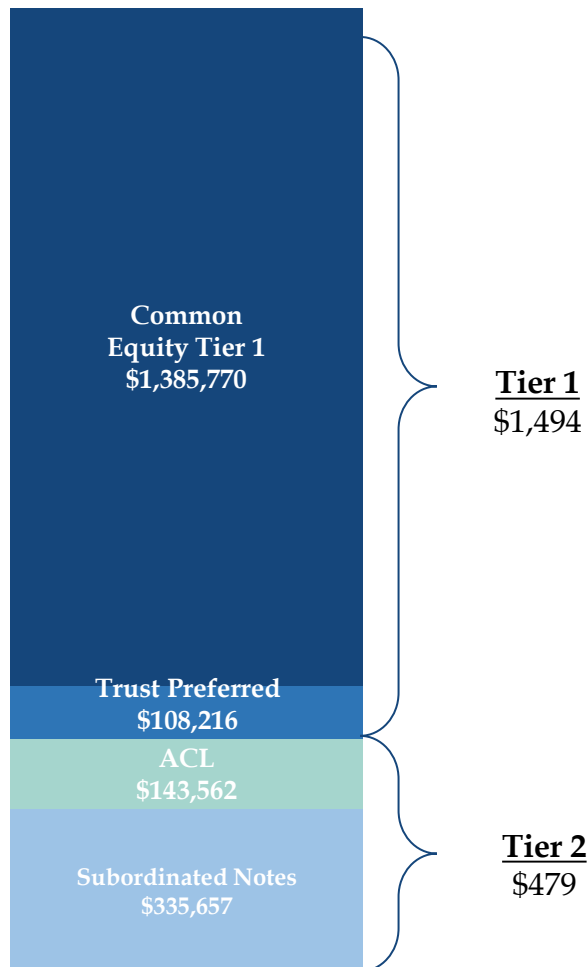 Common
Equity Tier 1
$1,385,770
Tier 1
$1,494
Trust Preferred
$108,216
ACL
$143,562
Tier 2
$479
Subordinated Notes
$335,657